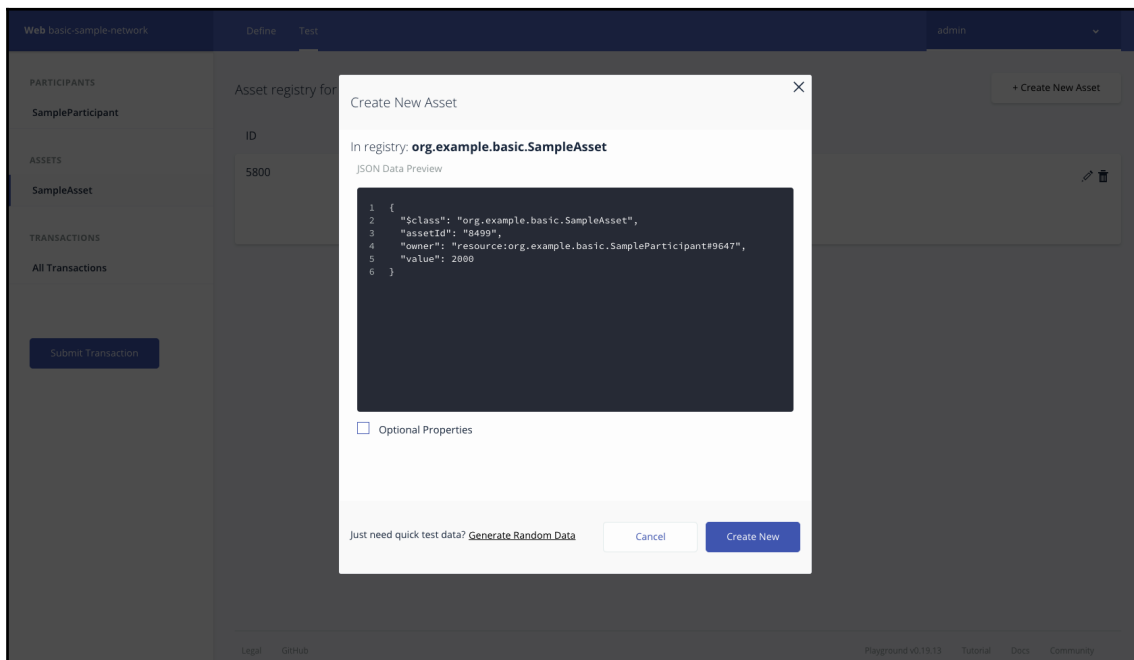 Web basic-sample-network
Define
Test
admin
PARTICIPANTS
SampleParticipant
ASSETS
SampleAsset
TRANSACTIONS
All Transactions
Submit Transaction
Asset registry for
+ Create New Asset
ID
5800
Create New Asset
In registry: org.example.basic.SampleAsset
JSON Data Preview
1 {
2 "$class": "org.example.basic.SampleAsset",
3 "assetId": "8499",
4 "owner": "resource:org.example.basic.SampleParticipant#9647",
5 "value": 2000
6 }
Optional Properties
Just need quick test data? Generate Random Data
Cancel
Create New
Legal
GitHub
Playground v0.19.13
Tutorial
Docs
Community